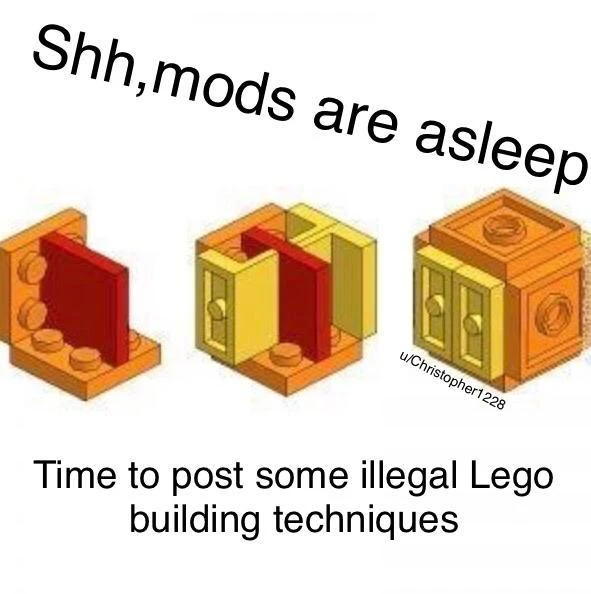 Shh,mods are asleep
u/Christopher1228
Time to post some illegal Lego
building techniques